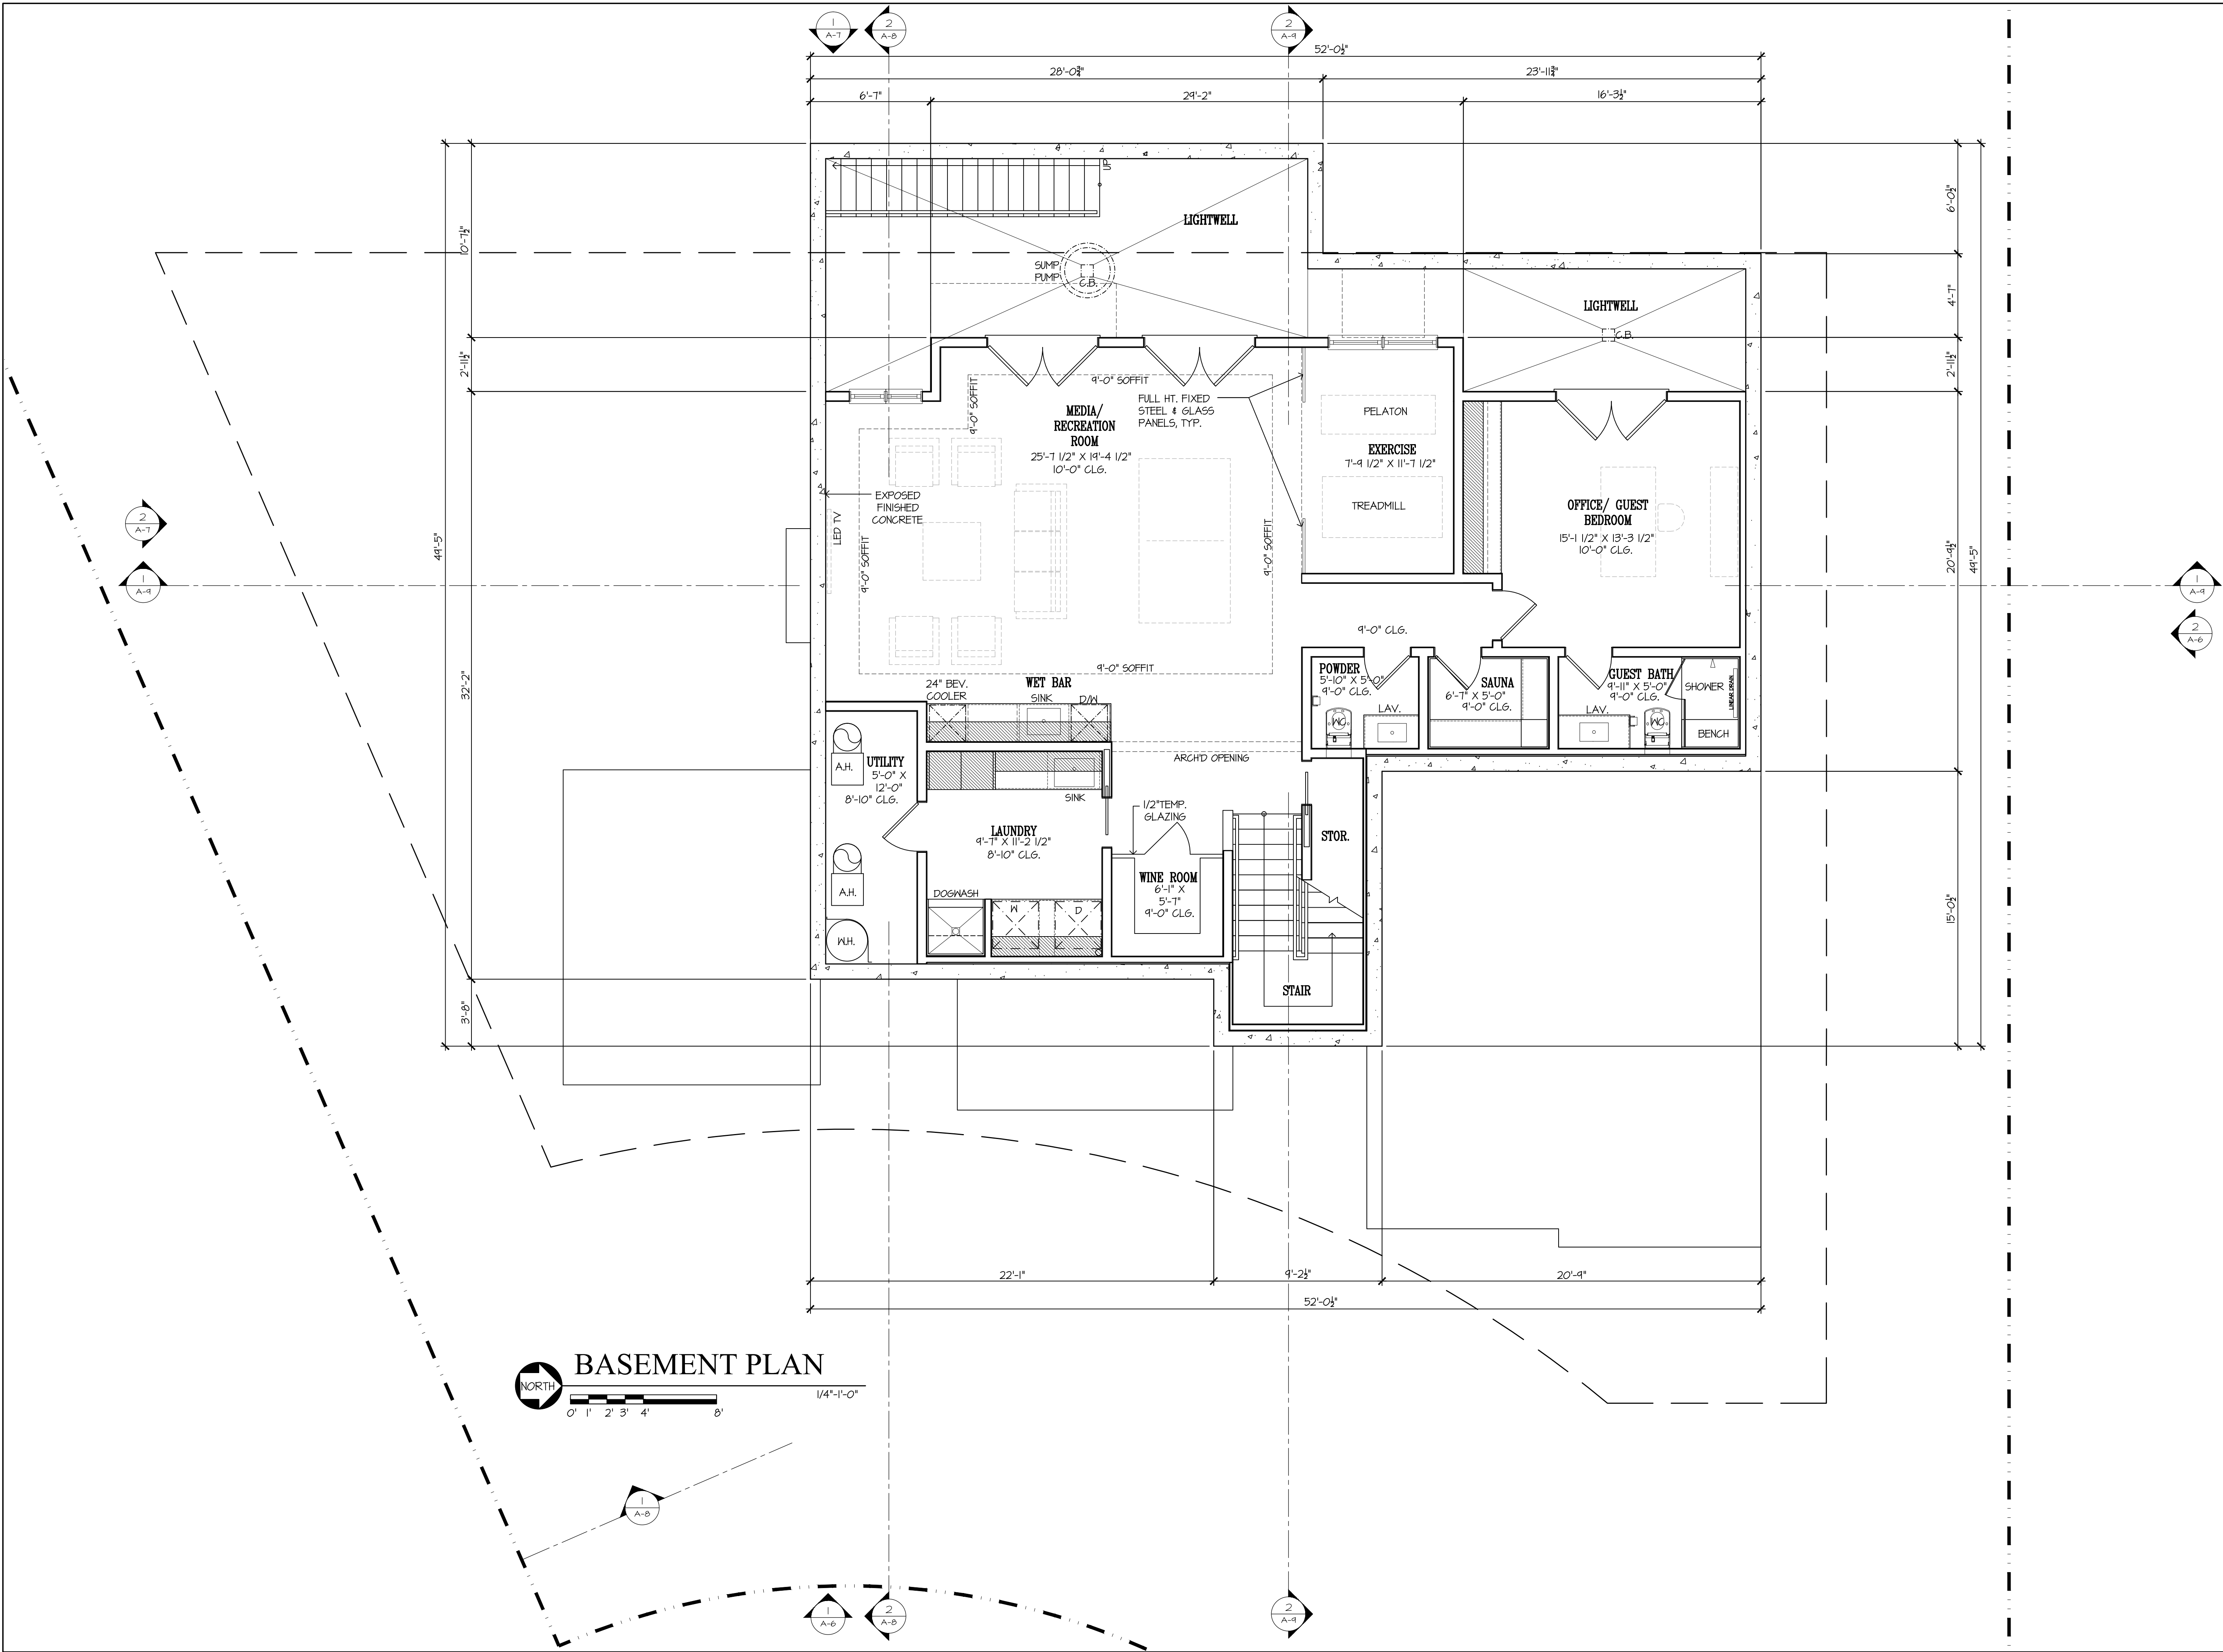 1
A-7
2
A-8
2
A-9
52'-0½"
28'-0¾"
23'-11¾"
6'-7"
29'-2"
16'-3½"
UP
LIGHTWELL
SUMP
PUMP
C.B.
LIGHTWELL
C.B.
10'-7½"
2'-11½"
49'-5"
32'-2"
3'-8"
6'-0½"
4'-7"
2'-11½"
20'-9½"
49'-5"
15'-0½"
9'-0" SOFFIT
9'-0" SOFFIT
FULL HT. FIXED
STEEL & GLASS
PANELS, TYP.
MEDIA/
RECREATION
ROOM
25'-7 1/2" X 19'-4 1/2"
10'-0" CLG.
PELATON
EXERCISE
7'-9 1/2" X 11'-7 1/2"
TREADMILL
EXPOSED
FINISHED
CONCRETE
LED TV
9'-0" SOFFIT
9'-0" SOFFIT
OFFICE/ GUEST
BEDROOM
15'-1 1/2" X 13'-3 1/2"
10'-0" CLG.
2
A-7
1
A-9
1
A-9
2
A-6
9'-0" CLG.
9'-0" SOFFIT
WET BAR
24" BEV.
COOLER
SINK
D/W
POWDER
5'-10" X 5'-0"
9'-0" CLG.
WC
LAV.
SAUNA
6'-7" X 5'-0"
9'-0" CLG.
GUEST BATH
9'-11" X 5'-0"
9'-0" CLG.
LAV.
WC
SHOWER
LINEAR DRAIN
BENCH
A.H.
UTILITY
5'-0" X
12'-0"
8'-10" CLG.
ARCH'D OPENING
SINK
1/2"TEMP.
GLAZING
LAUNDRY
9'-7" X 11'-2 1/2"
8'-10" CLG.
STOR.
A.H.
DOGWASH
W
D
WINE ROOM
6'-1" X
5'-7"
9'-0" CLG.
W.H.
STAIR
22'-1"
9'-2½"
20'-9"
52'-0½"
NORTH
BASEMENT PLAN
1/4"-1'-0"
0' 1' 2' 3' 4' 8'
1
A-8
1
A-6
2
A-8
2
A-9